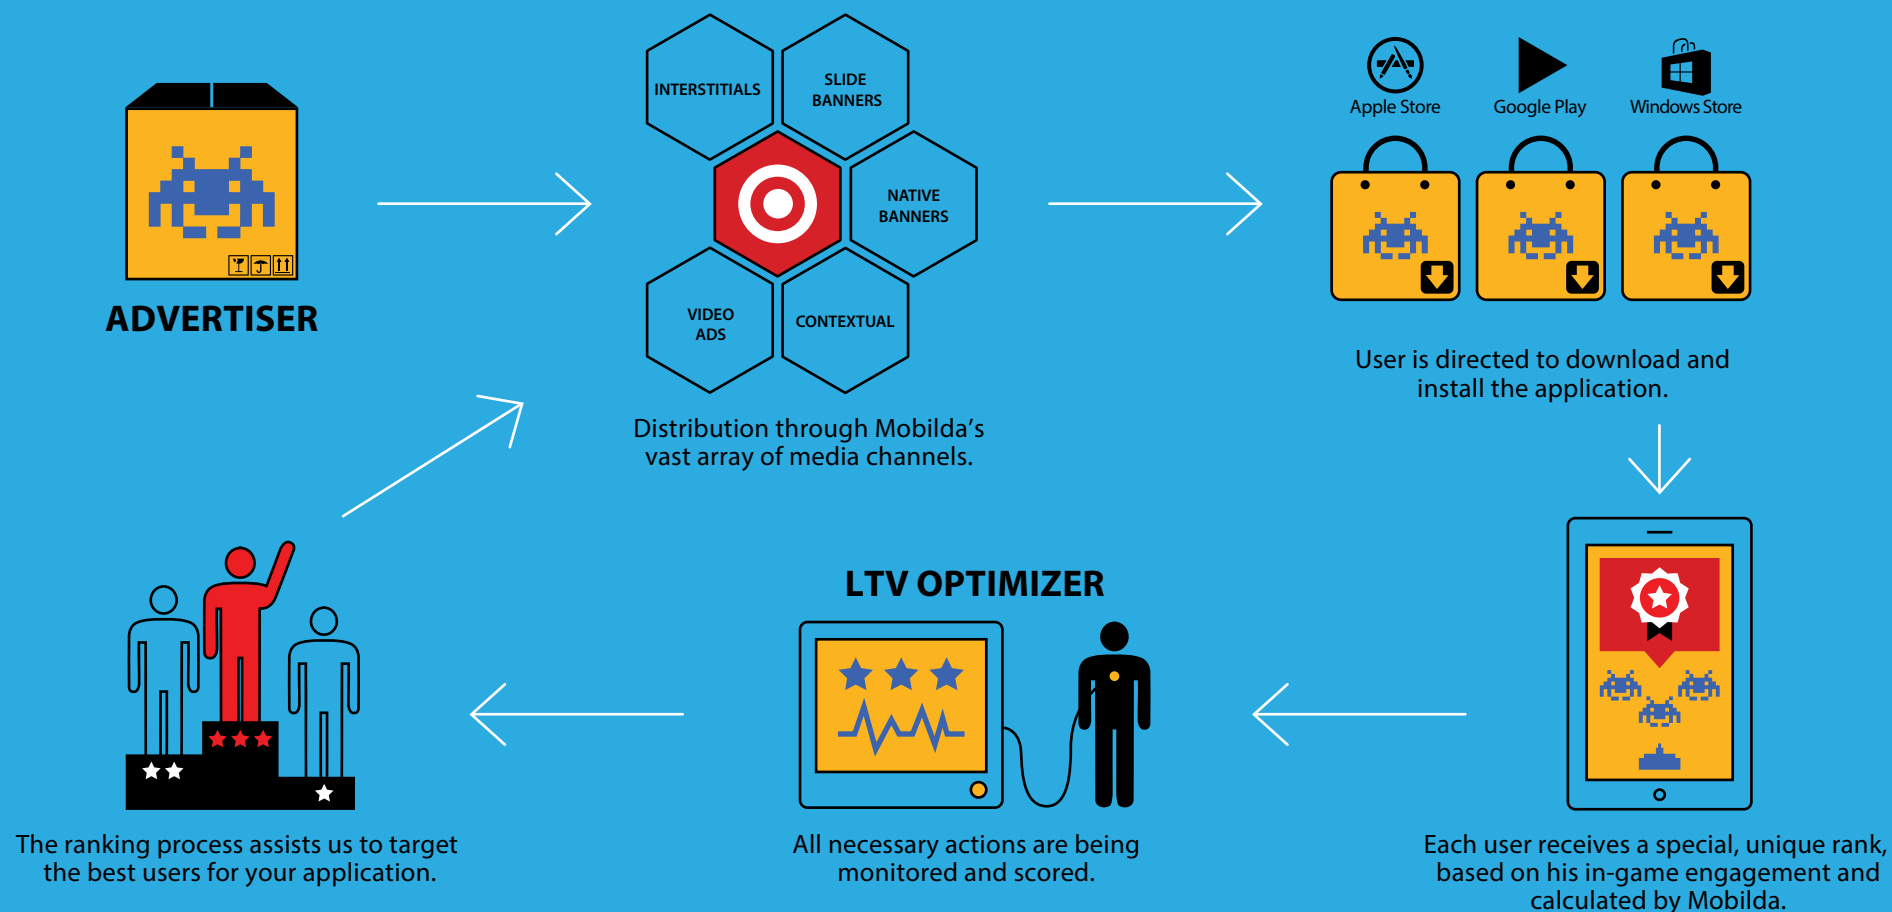 ADVERTISER
INTERSTITIALS
SLIDE
BANNERS
NATIVE
BANNERS
VIDEO
ADS
CONTEXTUAL
Distribution through Mobilda’s
vast array of media channels.
Apple Store
Google Play
Windows Store
User is directed to download and
install the application.
Each user receives a special, unique rank,
based on his in-game engagement and
calculated by Mobilda.
LTV OPTIMIZER
All necessary actions are being
monitored and scored.
The ranking process assists us to target
the best users for your application.